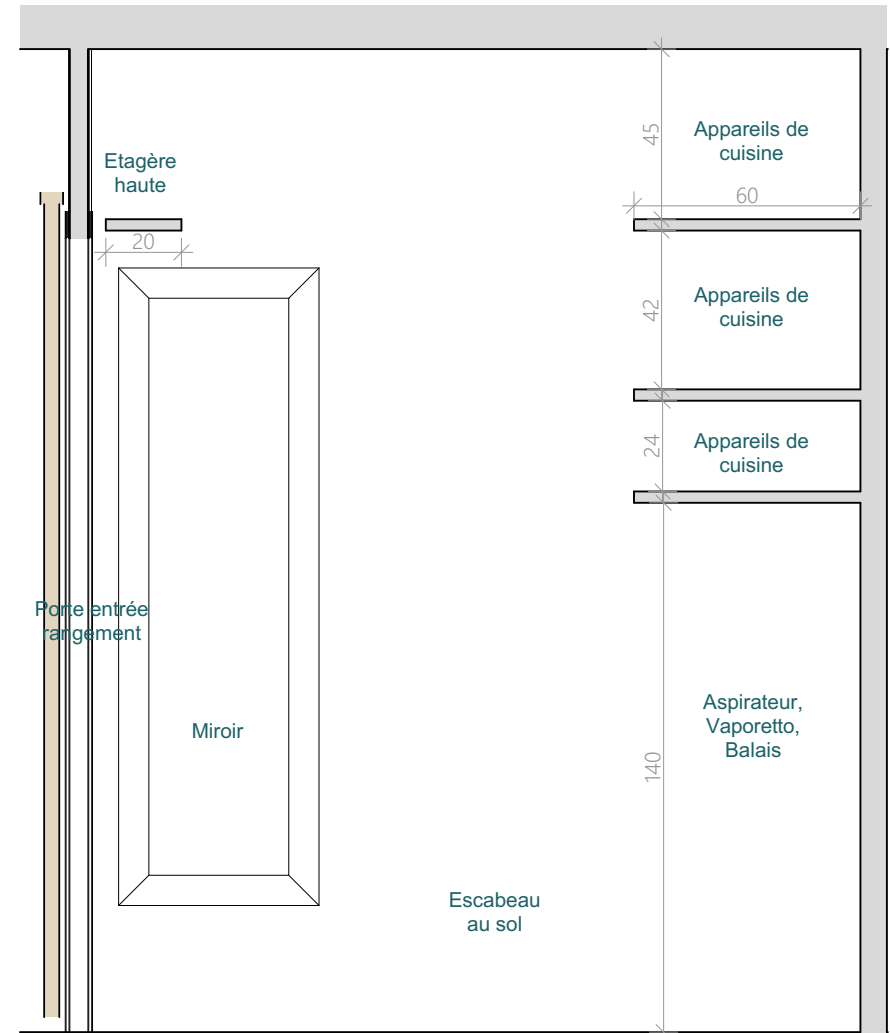 45
Appareils de
cuisine
Etagère
haute
60
20
42
Appareils de
cuisine
24
Appareils de
cuisine
Porte entrée
rangement
Miroir
Aspirateur,
Vaporetto,
Balais
140
Escabeau
au sol